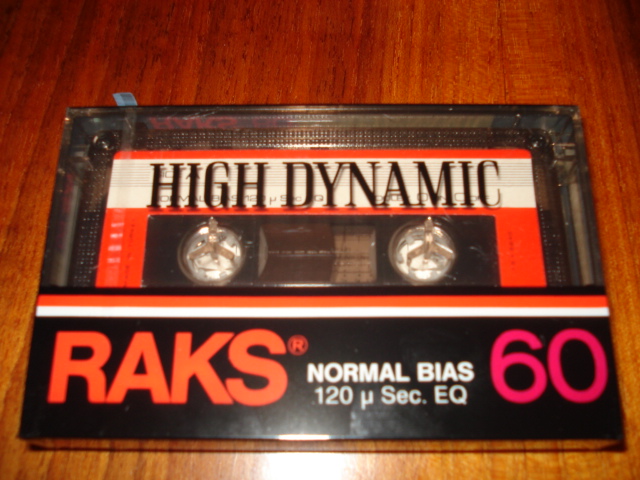 HIGH DYNAMIC
RAKS®
NORMAL BIAS
120 µ Sec. EQ
60